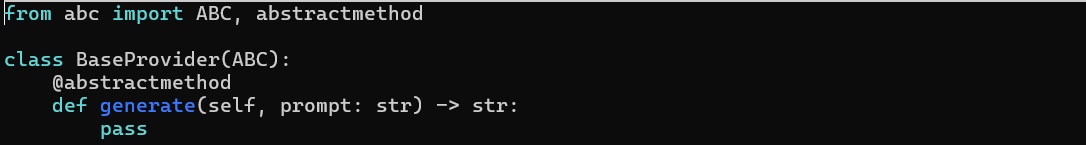 from abc import ABC, abstractmethod
class BaseProvider(ABC):
    @abstractmethod
    def generate(self, prompt: str) -> str:
        pass